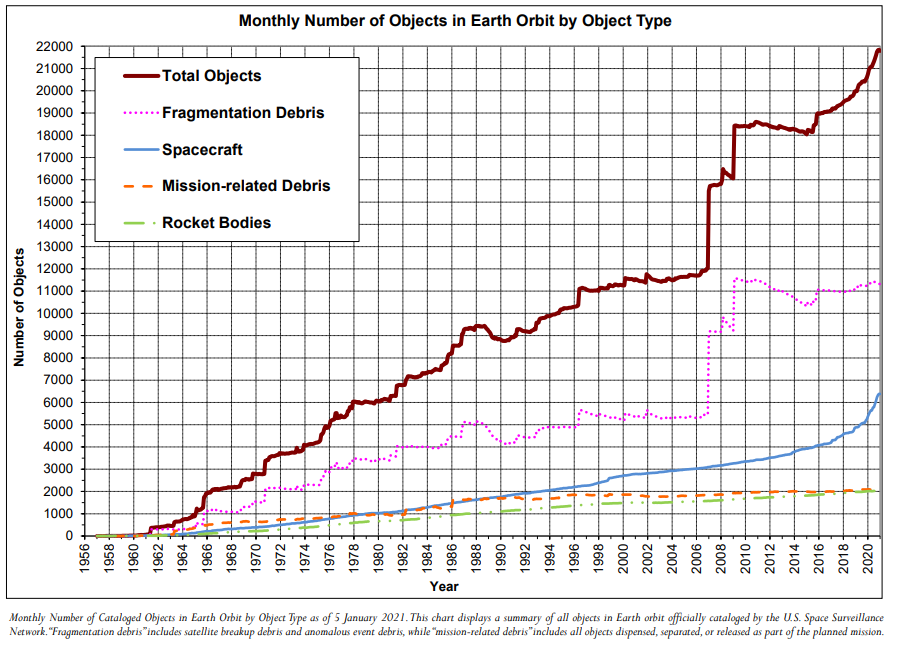 Monthly Number of Objects in Earth Orbit by Object Type
22000
21000
20000
19000
18000
17000
16000
15000
14000
13000
12000
11000
10000
9000
8000
7000
6000
5000
4000
3000
2000
1000
0
Number of Objects
Total Objects
Fragmentation Debris
Spacecraft
Mission-related Debris
Rocket Bodies
1956 1958 1960 1962 1964 1966 1968 1970 1972 1974 1976 1978 1980 1982 1984 1986 1988 1990 1992 1994 1996 1998 2000 2002 2004 2006 2008 2010 2012 2014 2016 2018 2020
Year
Monthly Number of Cataloged Objects in Earth Orbit by Object Type as of 5 January 2021. This chart displays a summary of all objects in Earth orbit officially cataloged by the U.S. Space Surveillance
Network. “Fragmentation debris” includes satellite breakup debris and anomalous event debris, while “mission-related debris” includes all objects dispensed, separated, or released as part of the planned mission.